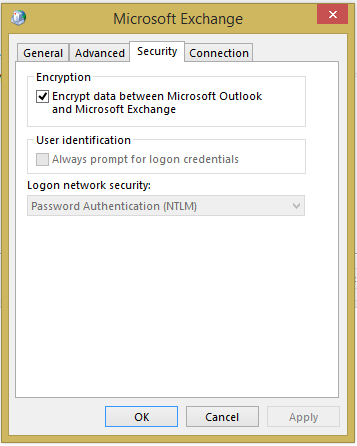 Microsoft Exchange
General Advanced Security Connection
Encryption
Encrypt data between Microsoft Outlook
and Microsoft Exchange
User identification
Always prompt for logon credentials
Logon network security:
Password Authentication (NTLM)
OK Cancel Apply